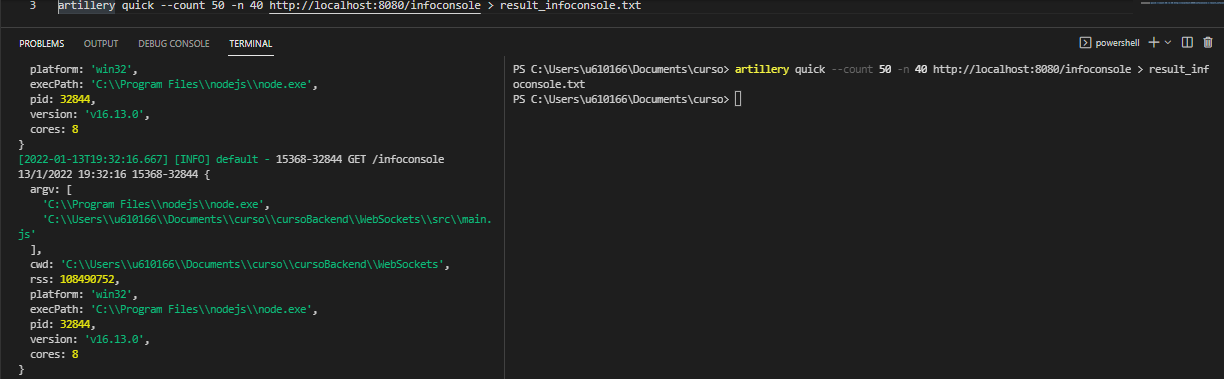 3 artillery quick --count 50 -n 40 http://localhost:8080/infoconsole > result_infoconsole.txt
PROBLEMS OUTPUT DEBUG CONSOLE TERMINAL powershell
platform: 'win32',
execPath: 'C:\\Program Files\\nodejs\\node.exe',
pid: 32844,
version: 'v16.13.0',
cores: 8
}
[2022-01-13T19:32:16.667] [INFO] default - 15368-32844 GET /infoconsole
13/1/2022 19:32:16 15368-32844 {
argv: [
'C:\\Program Files\\nodejs\\node.exe',
'C:\\Users\\u610166\\Documents\\curso\\cursoBackend\\WebSockets\\src\\main.
js'
],
cwd: 'C:\\Users\\u610166\\Documents\\curso\\cursoBackend\\WebSockets',
rss: 108490752,
platform: 'win32',
execPath: 'C:\\Program Files\\nodejs\\node.exe',
pid: 32844,
version: 'v16.13.0',
cores: 8
}
PS C:\Users\u610166\Documents\curso> artillery quick --count 50 -n 40 http://localhost:8080/infoconsole > result_inf
oconsole.txt
PS C:\Users\u610166\Documents\curso>